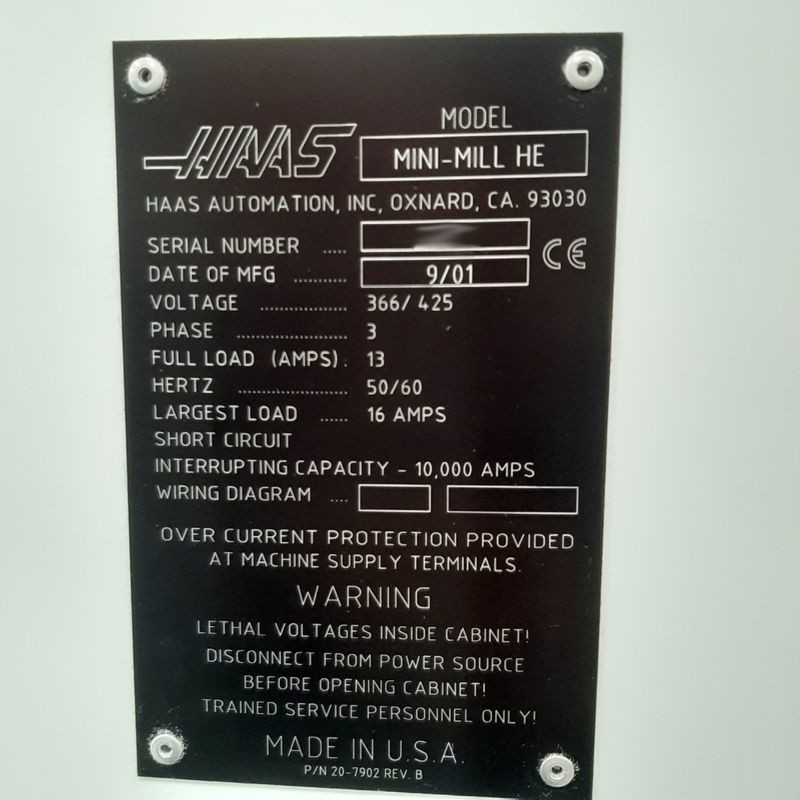 MODEL
HAAS MINI-MILL HE
HAAS AUTOMATION, INC, OXNARD, CA. 93030
SERIAL NUMBER .....
CE
DATE OF MFG ........... 9/01
VOLTAGE .................. 366/ 425
PHASE ....................... 3
FULL LOAD (AMPS). 13
HERTZ ....................... 50/60
LARGEST LOAD ...... 16 AMPS
SHORT CIRCUIT
INTERRUPTING CAPACITY - 10,000 AMPS
WIRING DIAGRAM ....
OVER CURRENT PROTECTION PROVIDED
AT MACHINE SUPPLY TERMINALS.
WARNING
LETHAL VOLTAGES INSIDE CABINET!
DISCONNECT FROM POWER SOURCE
BEFORE OPENING CABINET!
TRAINED SERVICE PERSONNEL ONLY!
MADE IN U.S.A.
P/N 20-7902 REV. B